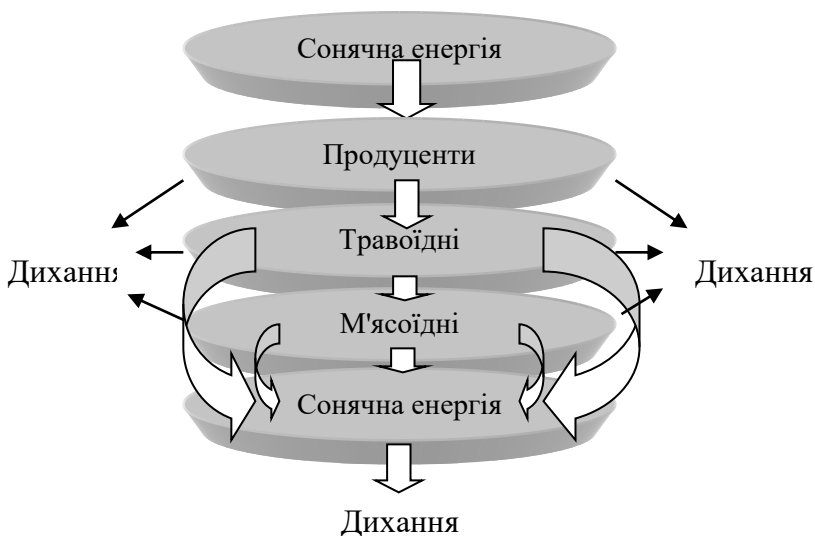 Сонячна енергія
Продуценти
Травоїдні
Дихання
Дихання
М'ясоїдні
Сонячна енергія
Дихання